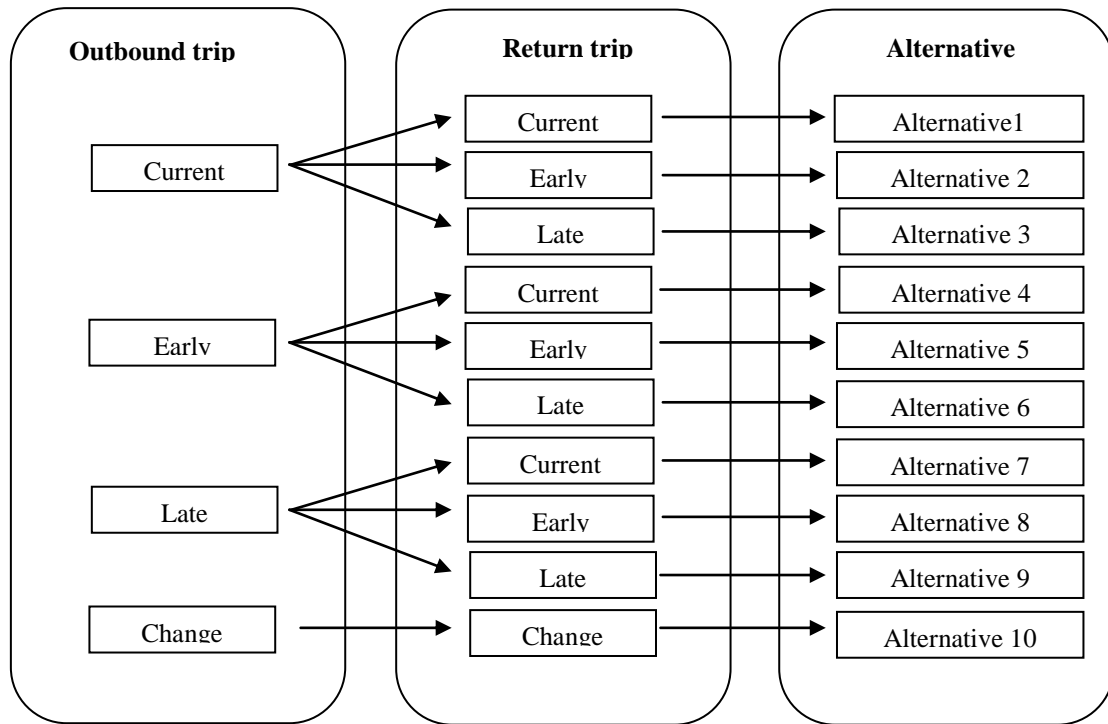 Outbound trip
Return trip
Alternative
Current
Current
Alternative1
Early
Alternative 2
Late
Alternative 3
Early
Current
Alternative 4
Early
Alternative 5
Late
Alternative 6
Late
Current
Alternative 7
Early
Alternative 8
Late
Alternative 9
Change
Change
Alternative 10